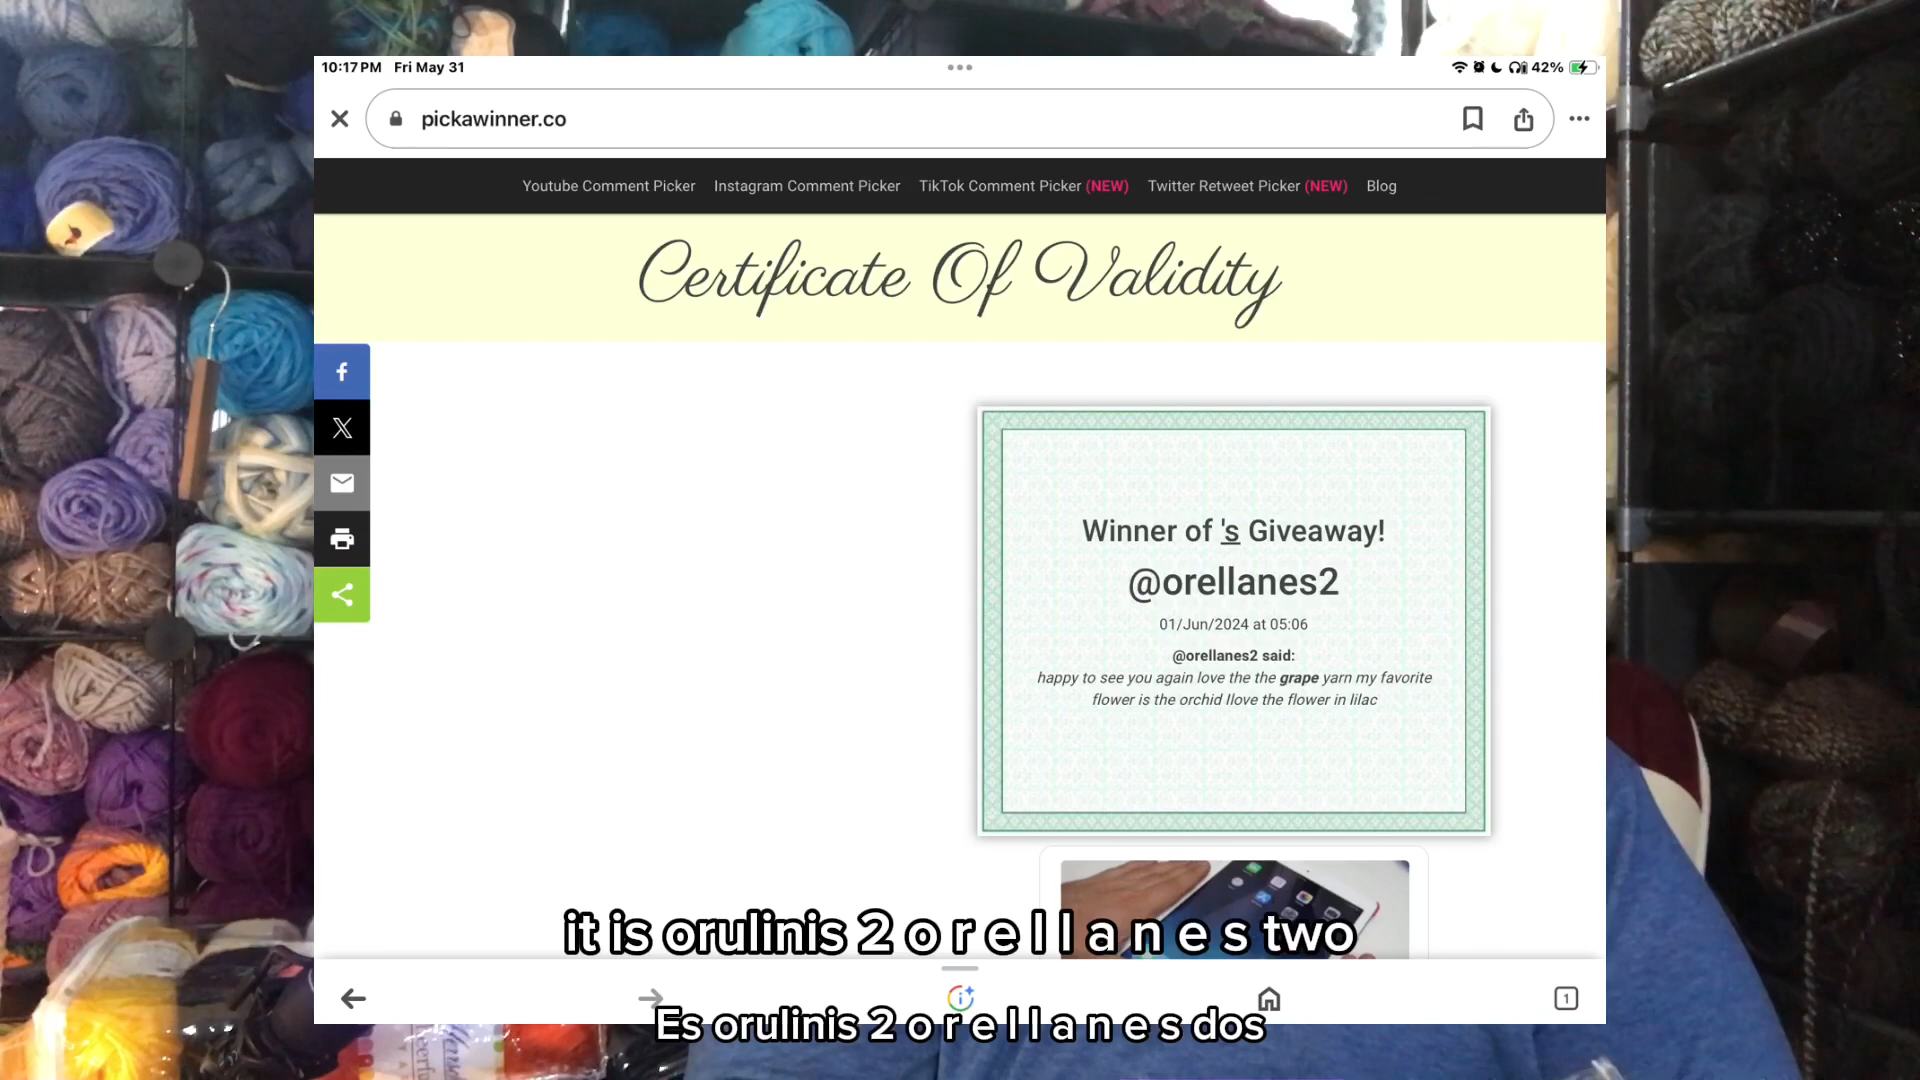 10:17 PM Fri May 31
42%
pickawinner.co
Youtube Comment Picker Instagram Comment Picker TikTok Comment Picker (NEW) Twitter Retweet Picker (NEW) Blog
Certificate Of Validity
Winner of 's Giveaway!
@orellanes2
01/Jun/2024 at 05:06
@orellanes2 said:
happy to see you again love the the grape yarn my favorite
flower is the orchid llove the flower in lilac
it is orulinis 2 o r e l l a n e s two
1
Es orulinis 2 o r e l l a n e s dos